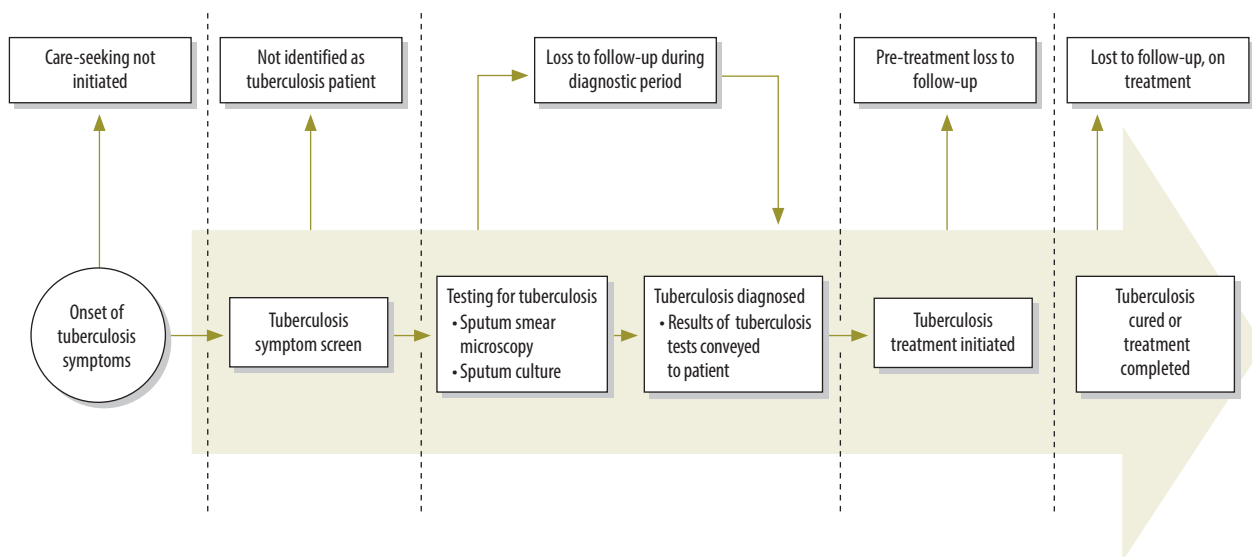 Care-seeking not
initiated
Not identified as
tuberculosis patient
Loss to follow-up during
diagnostic period
Pre-treatment loss to
follow-up
Lost to follow-up, on
treatment
Onset of
tuberculosis
symptoms
Tuberculosis
symptom screen
Testing for tuberculosis
• Sputum smear
microscopy
• Sputum culture
Tuberculosis diagnosed
• Results of tuberculosis
tests conveyed
to patient
Tuberculosis
treatment initiated
Tuberculosis
cured or
treatment
completed